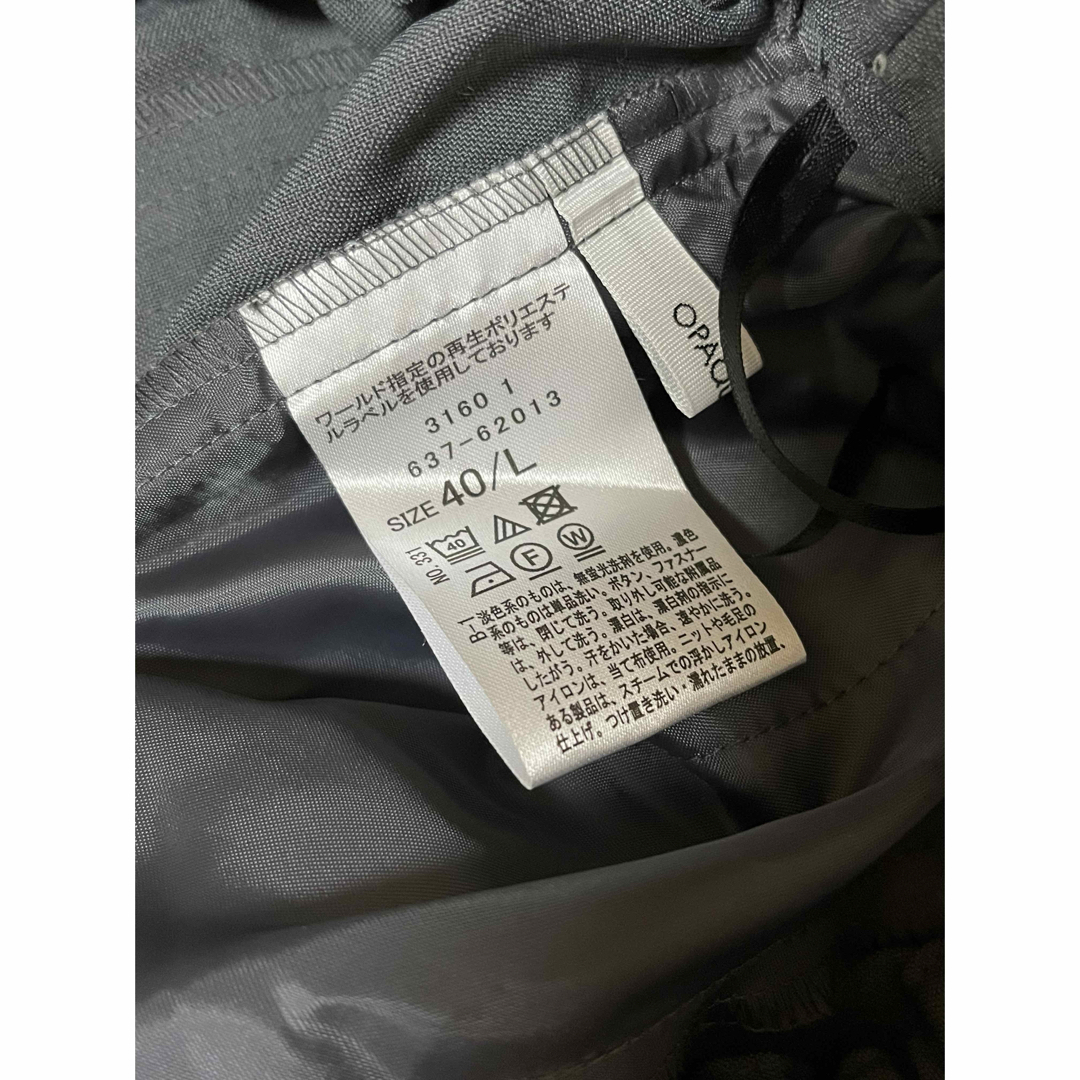 ワールド指定の再生ポリエステ
ルラベルを使用しております
3160 1
637-62013
SIZE 40/L
NO. 331
40
F
W
B1
淡色系のものは、無蛍光洗剤を使用。濃色
系のものは単品洗い。ボタン、ファスナー
等は、閉じて洗う。取り外し可能な附属品
は、外して洗う。漂白は、漂白剤の指示に
したがう。汗をかいた場合、速やかに洗う。
アイロンは、当て布使用。ニットや毛足の
ある製品は、スチームでの浮かしアイロン
仕上げ。つけ置き洗い・濡れたままの放置、
OPAQU